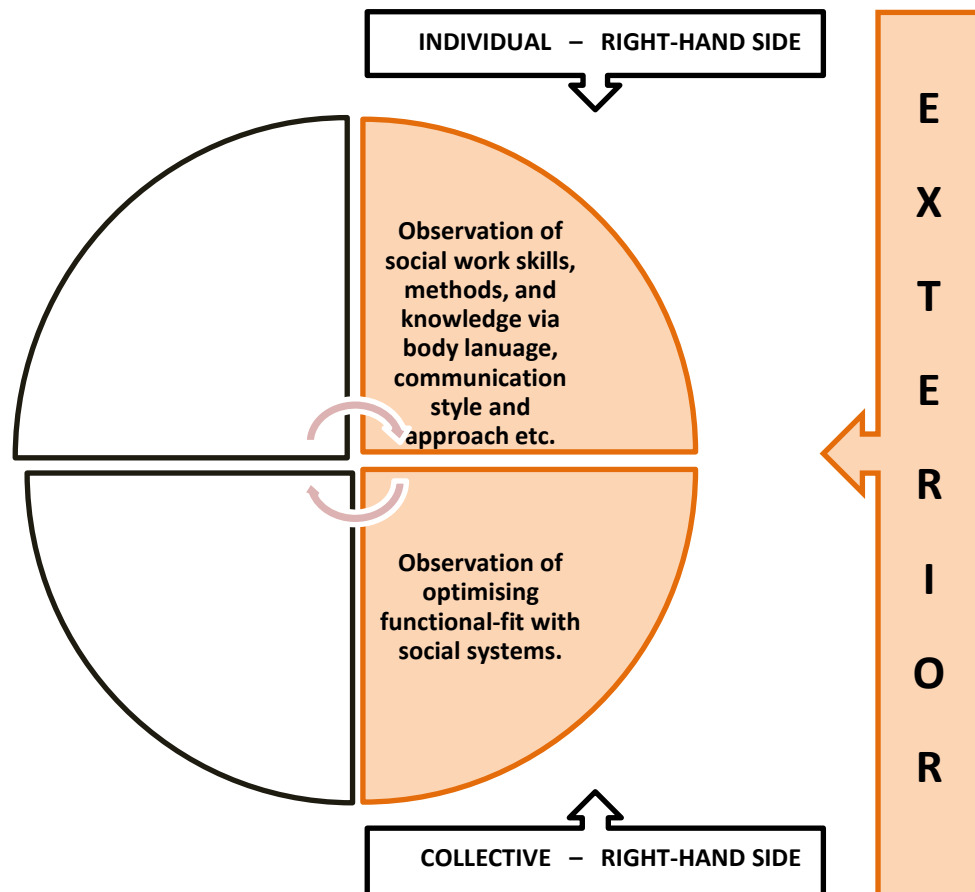 INDIVIDUAL – RIGHT-HAND SIDE
Observation of
social work skills,
methods, and
knowledge via
body lanuage,
communication
style and
approach etc.
Observation of
optimising
functional-fit with
social systems.
COLLECTIVE – RIGHT-HAND SIDE
E
X
T
E
R
I
O
R